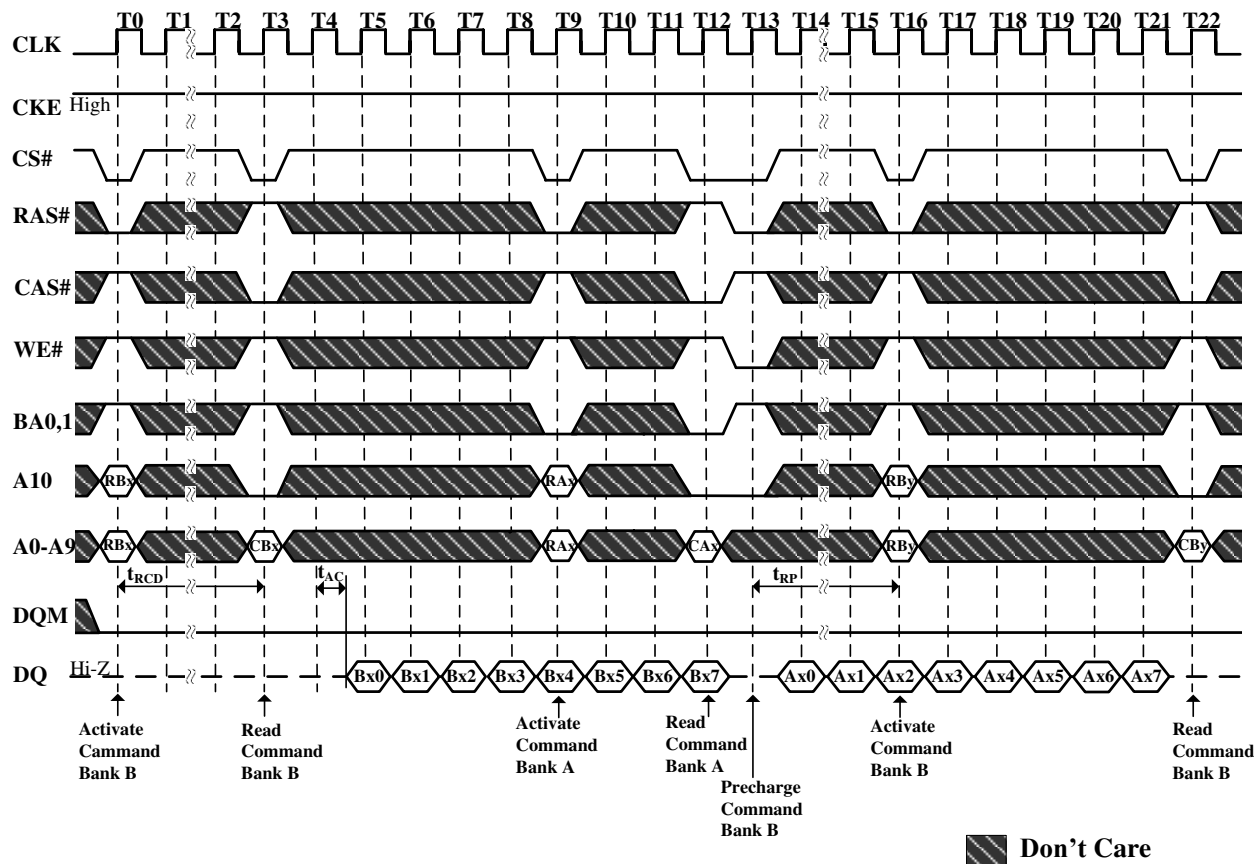 T0 T1 T2 T3 T4 T5 T6 T7 T8 T9 T10 T11 T12 T13 T14 T15 T16 T17 T18 T19 T20 T21 T22
CLK
CKE High
CS#
RAS#
CAS#
WE#
BA0,1
A10 RBx RAx RBy
A0-A9 RBx CBx RAx CAx RBy CBy
tRCD tAC tRP
DQM
DQ Hi-Z Bx0 Bx1 Bx2 Bx3 Bx4 Bx5 Bx6 Bx7 Ax0 Ax1 Ax2 Ax3 Ax4 Ax5 Ax6 Ax7
Activate
Cammand
Bank B
Read
Command
Bank B
Activate
Command
Bank A
Read
Command
Bank A
Precharge
Command
Bank B
Activate
Command
Bank B
Read
Command
Bank B
Don't Care